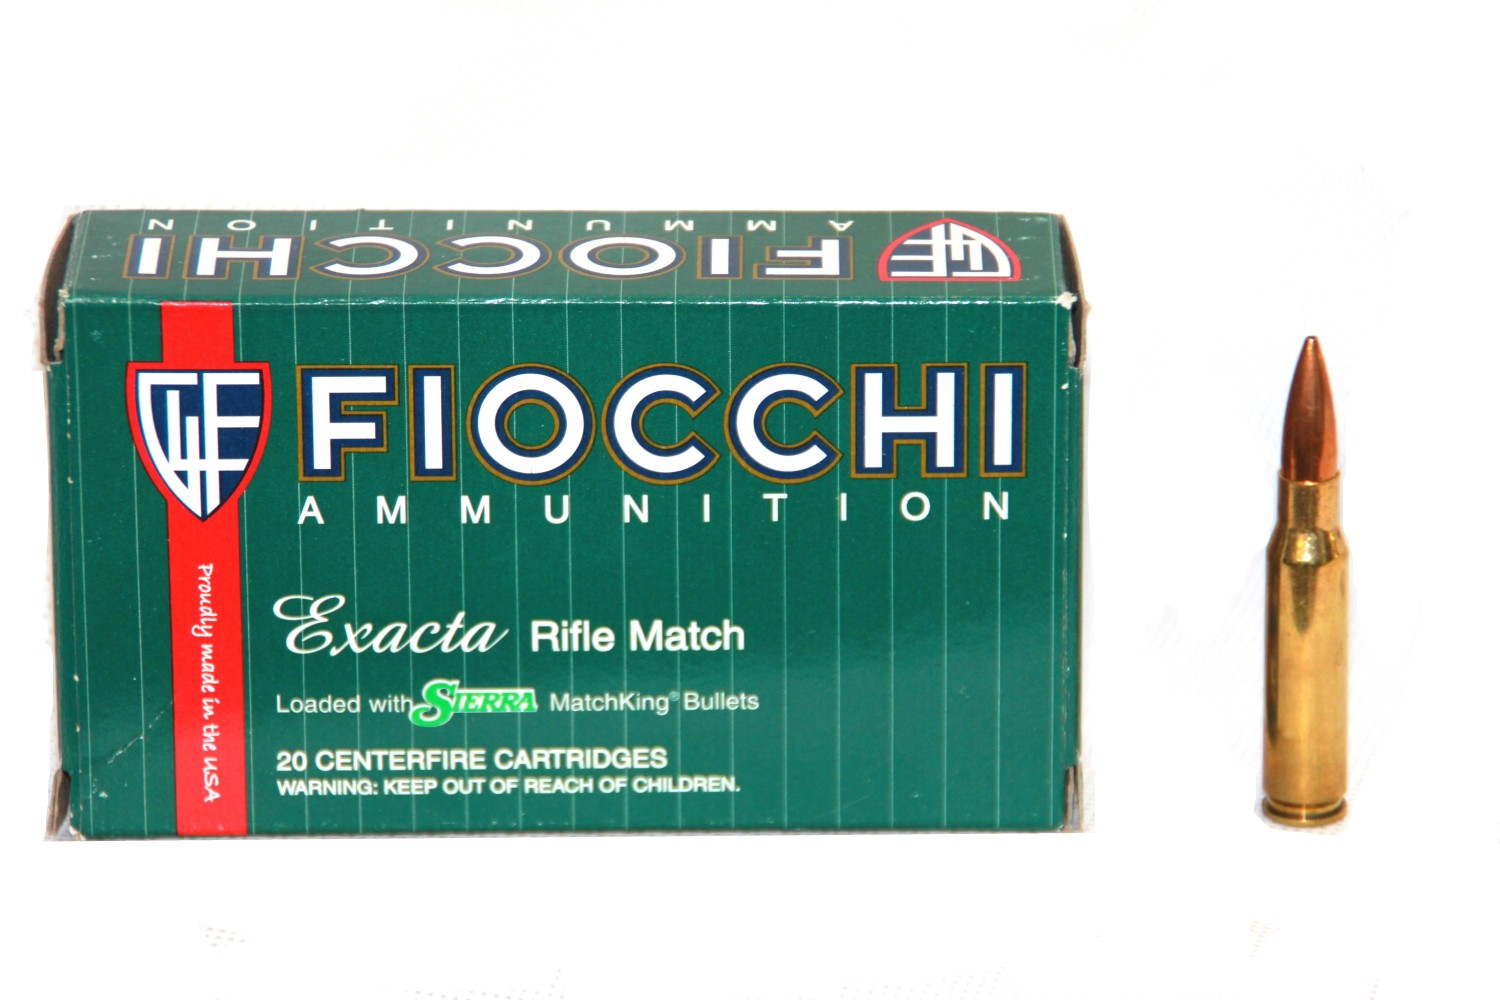 FIOCCHI
AMMUNITION
GFL
FIOCCHI
AMMUNITION
Proudly made in the USA
Exacta Rifle Match
Loaded with SIERRA MatchKing® Bullets
20 CENTERFIRE CARTRIDGES
WARNING: KEEP OUT OF REACH OF CHILDREN.